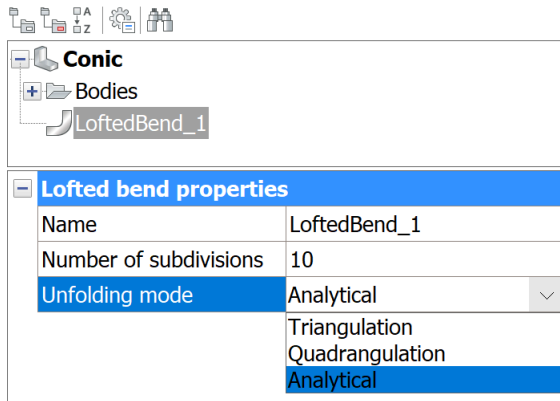 Conic
Bodies
LoftedBend_1
Lofted bend properties
Name LoftedBend_1
Number of subdivisions 10
Unfolding mode Analytical
Triangulation
Quadrangulation
Analytical